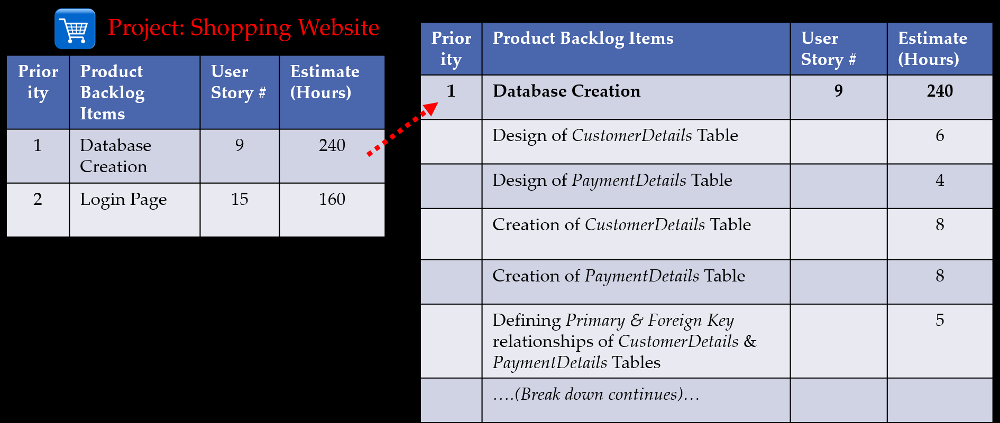 Project: Shopping Website
Prior
ity
Product
Backlog
Items
User
Story #
Estimate
(Hours)
1
Database
Creation
9
240
2
Login Page
15
160
Prior
ity
Product Backlog Items
User
Story #
Estimate
(Hours)
1
Database Creation
9
240
Design of CustomerDetails Table
6
Design of PaymentDetails Table
4
Creation of CustomerDetails Table
8
Creation of PaymentDetails Table
8
Defining Primary & Foreign Key
relationships of CustomerDetails &
PaymentDetails Tables
5
….(Break down continues)…